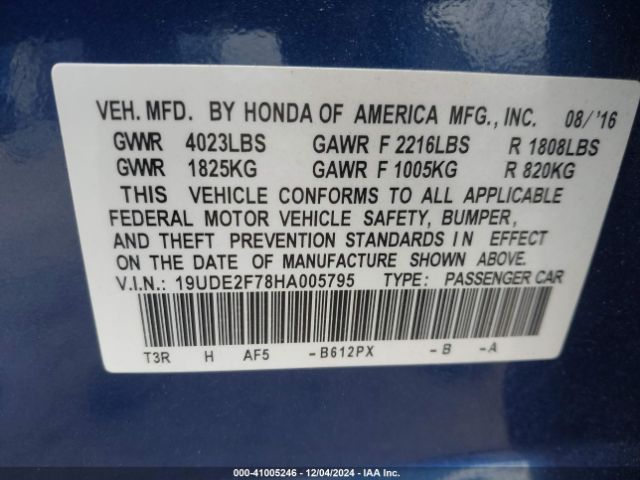 VEH. MFD. BY HONDA OF AMERICA MFG., INC. 08/ '16
GWWR 4023LBS GAWR F 2216LBS R 1808LBS
GWWR 1825KG GAWR F 1005KG R 820KG
THIS VEHICLE CONFORMS TO ALL APPLICABLE
FEDERAL MOTOR VEHICLE SAFETY, BUMPER,
AND THEFT PREVENTION STANDARDS IN EFFECT
ON THE DATE OF MANUFACTURE SHOWN ABOVE.
V.I.N.: 19UDE2F78HA005795 TYPE: PASSENGER CAR
T3R H AF5 -B612PX -B -A
000-41005246 - 12/04/2024 - IAA Inc.